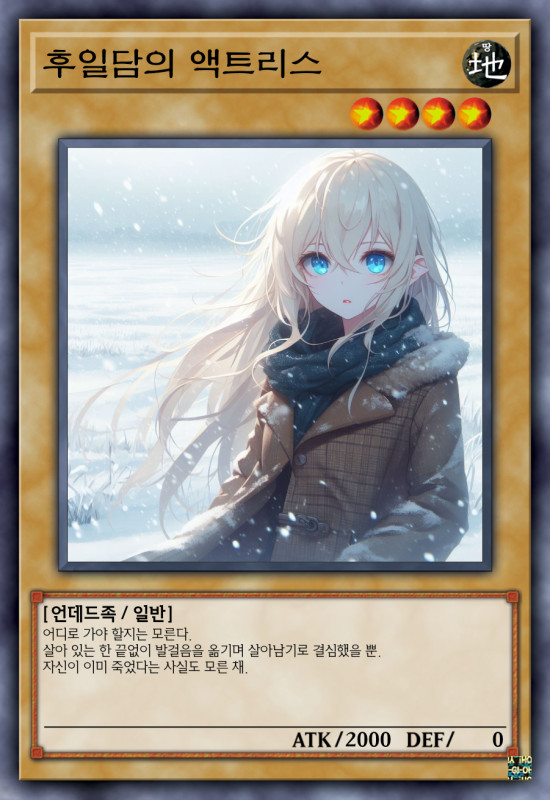 후일담의 액트리스
땅
地
[언데드족 / 일반]
어디로 가야 할지는 모른다.
살아 있는 한 끝없이 발걸음을 옮기며 살아남기로 결심했을 뿐.
자신이 이미 죽었다는 사실도 모른 채.
ATK/2000 DEF/ 0